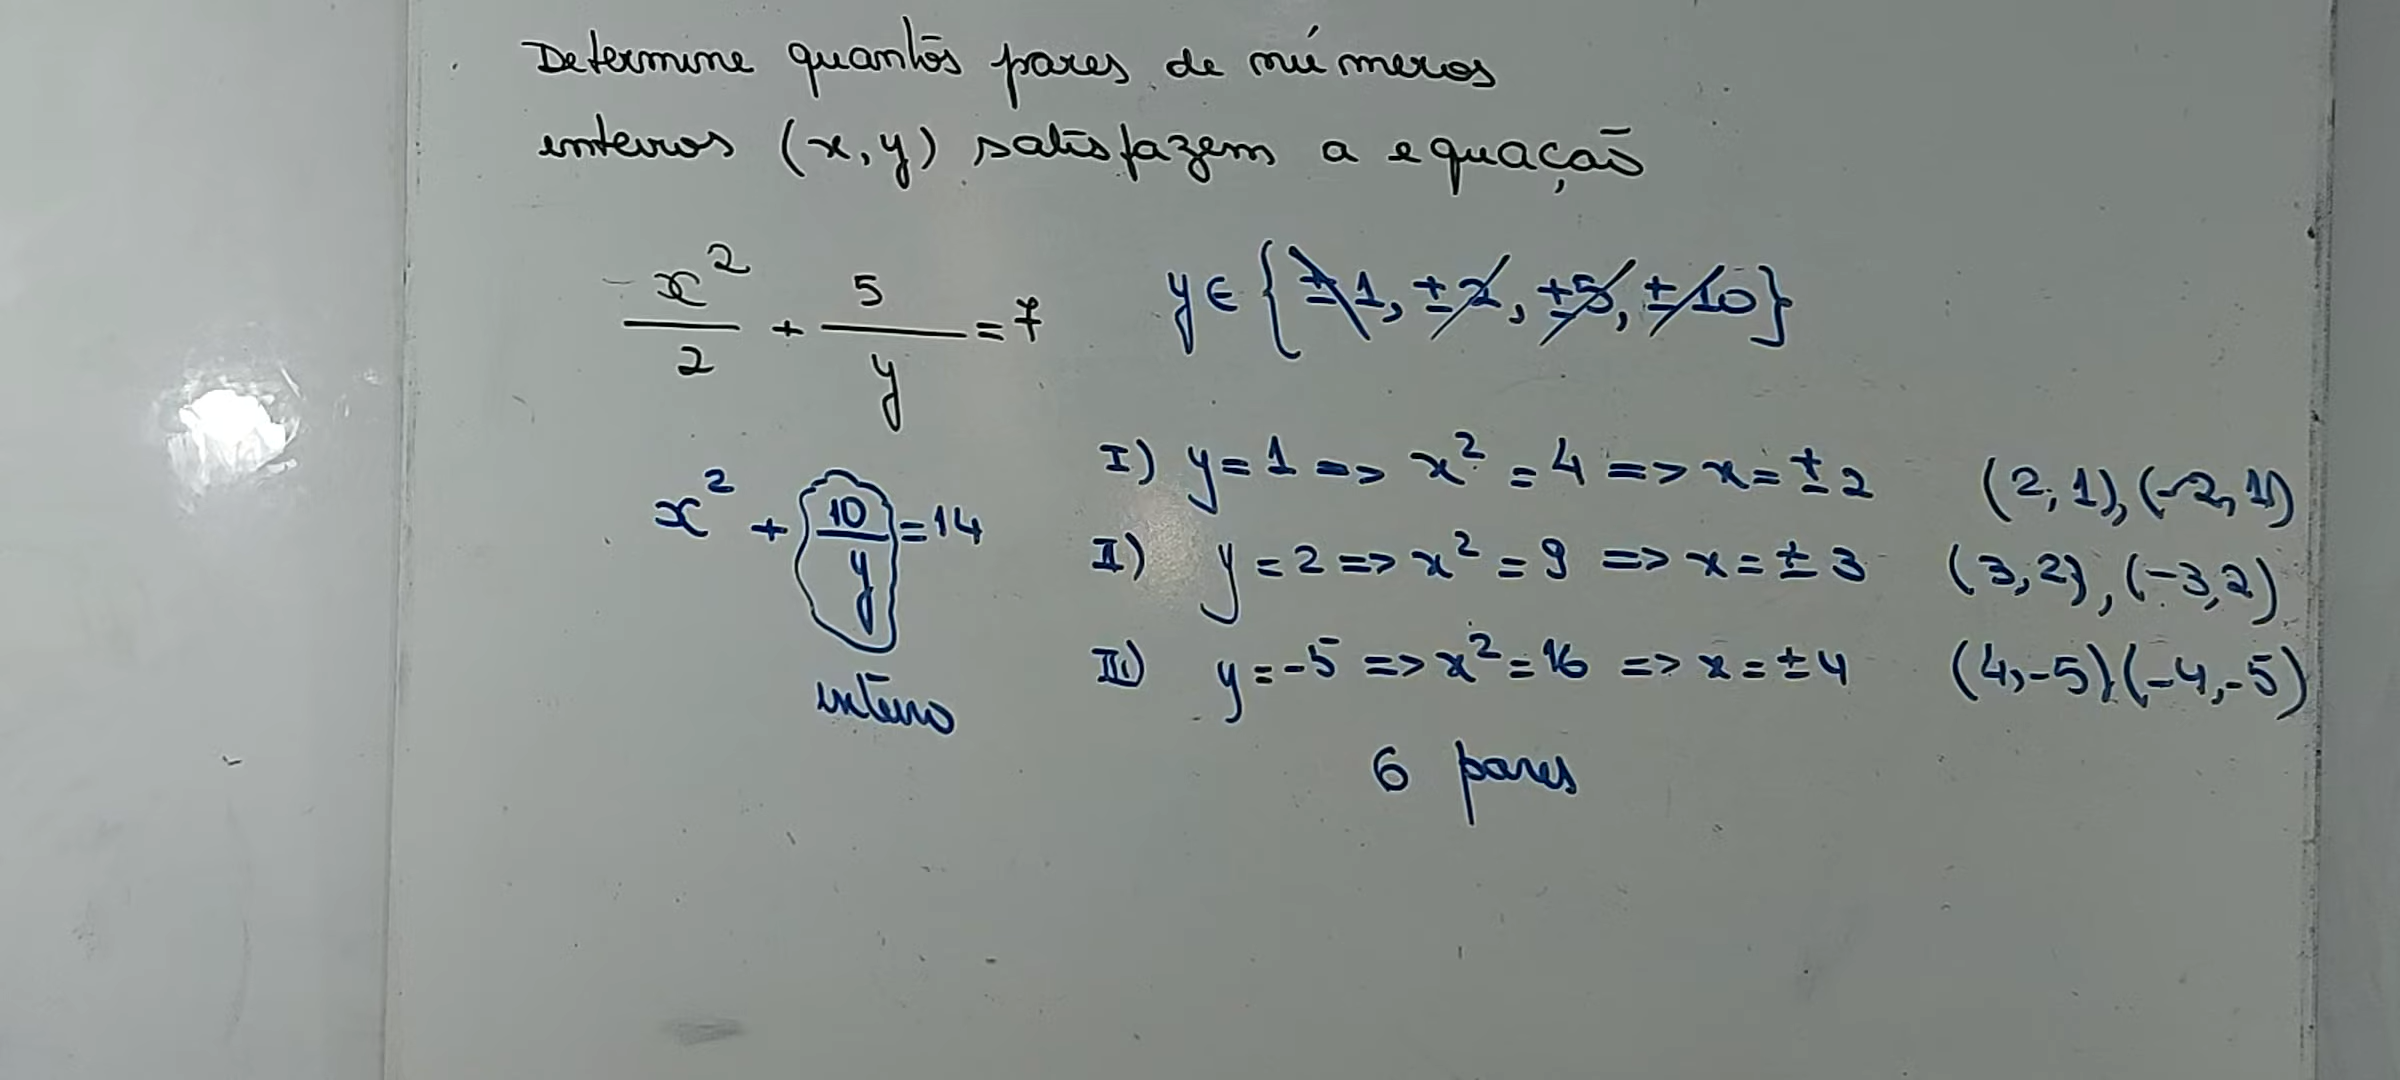 Determine quantos pares de números
inteiros (x, y) satisfazem a equação
x²/2 + 5/y = 7
y ∈ {±1, ±2, ±5, ±10}
x² + 10/y = 14
inteiro
I) y = 1 => x² = 4 => x = ±2 (2, 1), (-2, 1)
II) y = 2 => x² = 9 => x = ±3 (3, 2), (-3, 2)
III) y = -5 => x² = 16 => x = ±4 (4, -5) (-4, -5)
6 pares